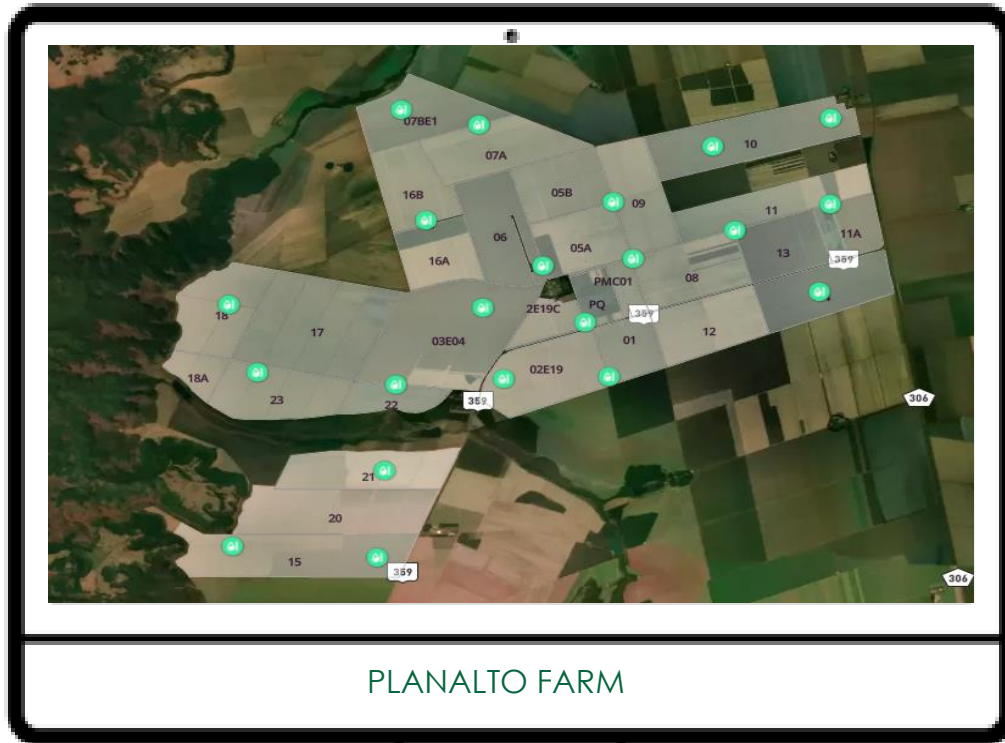 07BE1
07A
10
16B
05B
09
11
06
11A
05A
13
16A
359
08
PMC01
2E19C
PQ
18
359
17
12
03E04
01
02E19
18A
23
22
359
306
21
20
15
359
306
PLANALTO FARM